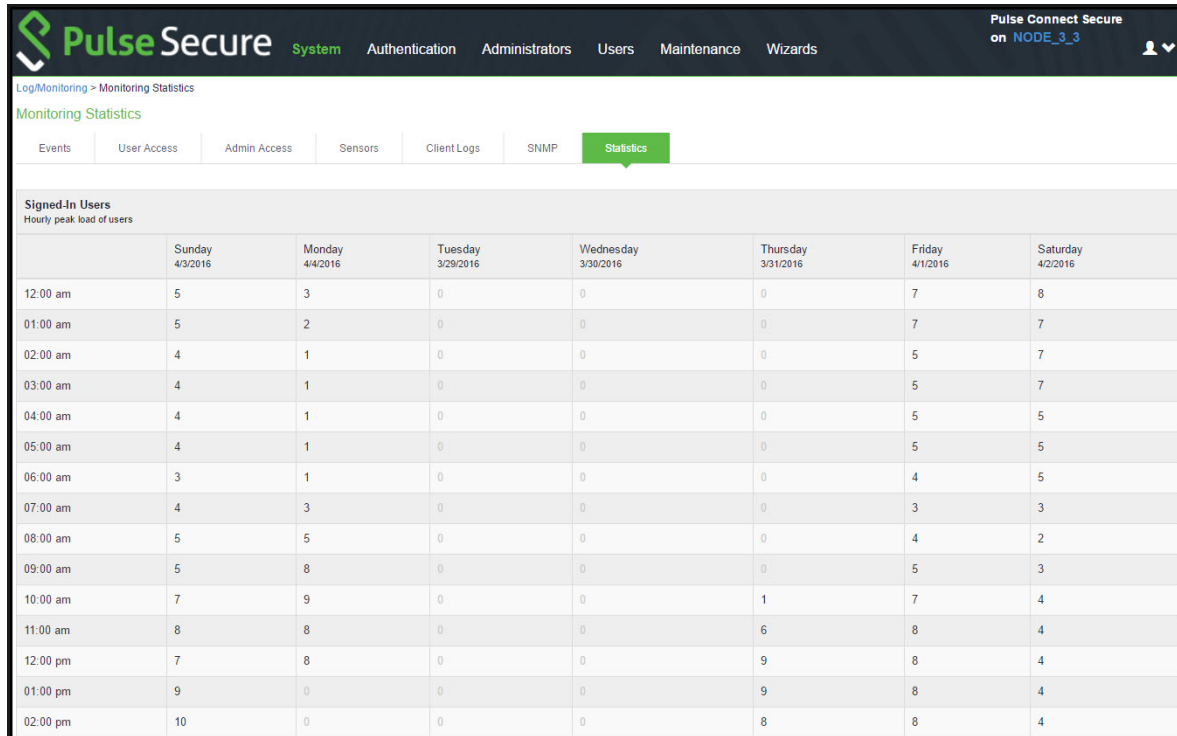 Pulse Secure System Authentication Administrators Users Maintenance Wizards
Pulse Connect Secure
on NODE_3_3
Log/Monitoring > Monitoring Statistics
Monitoring Statistics
Events User Access Admin Access Sensors Client Logs SNMP Statistics
Signed-In Users
Hourly peak load of users
Sunday Monday Tuesday Wednesday Thursday Friday Saturday
4/3/2016 4/4/2016 3/29/2016 3/30/2016 3/31/2016 4/1/2016 4/2/2016
12:00 am 5 3 0 0 0 7 8
01:00 am 5 2 0 0 0 7 7
02:00 am 4 1 0 0 0 5 7
03:00 am 4 1 0 0 0 5 7
04:00 am 4 1 0 0 0 5 5
05:00 am 4 1 0 0 0 5 5
06:00 am 3 1 0 0 0 4 5
07:00 am 4 3 0 0 0 3 3
08:00 am 5 5 0 0 0 4 2
09:00 am 5 8 0 0 0 5 3
10:00 am 7 9 0 0 1 7 4
11:00 am 8 8 0 0 6 8 4
12:00 pm 7 8 0 0 9 8 4
01:00 pm 9 0 0 0 9 8 4
02:00 pm 10 0 0 0 8 8 4